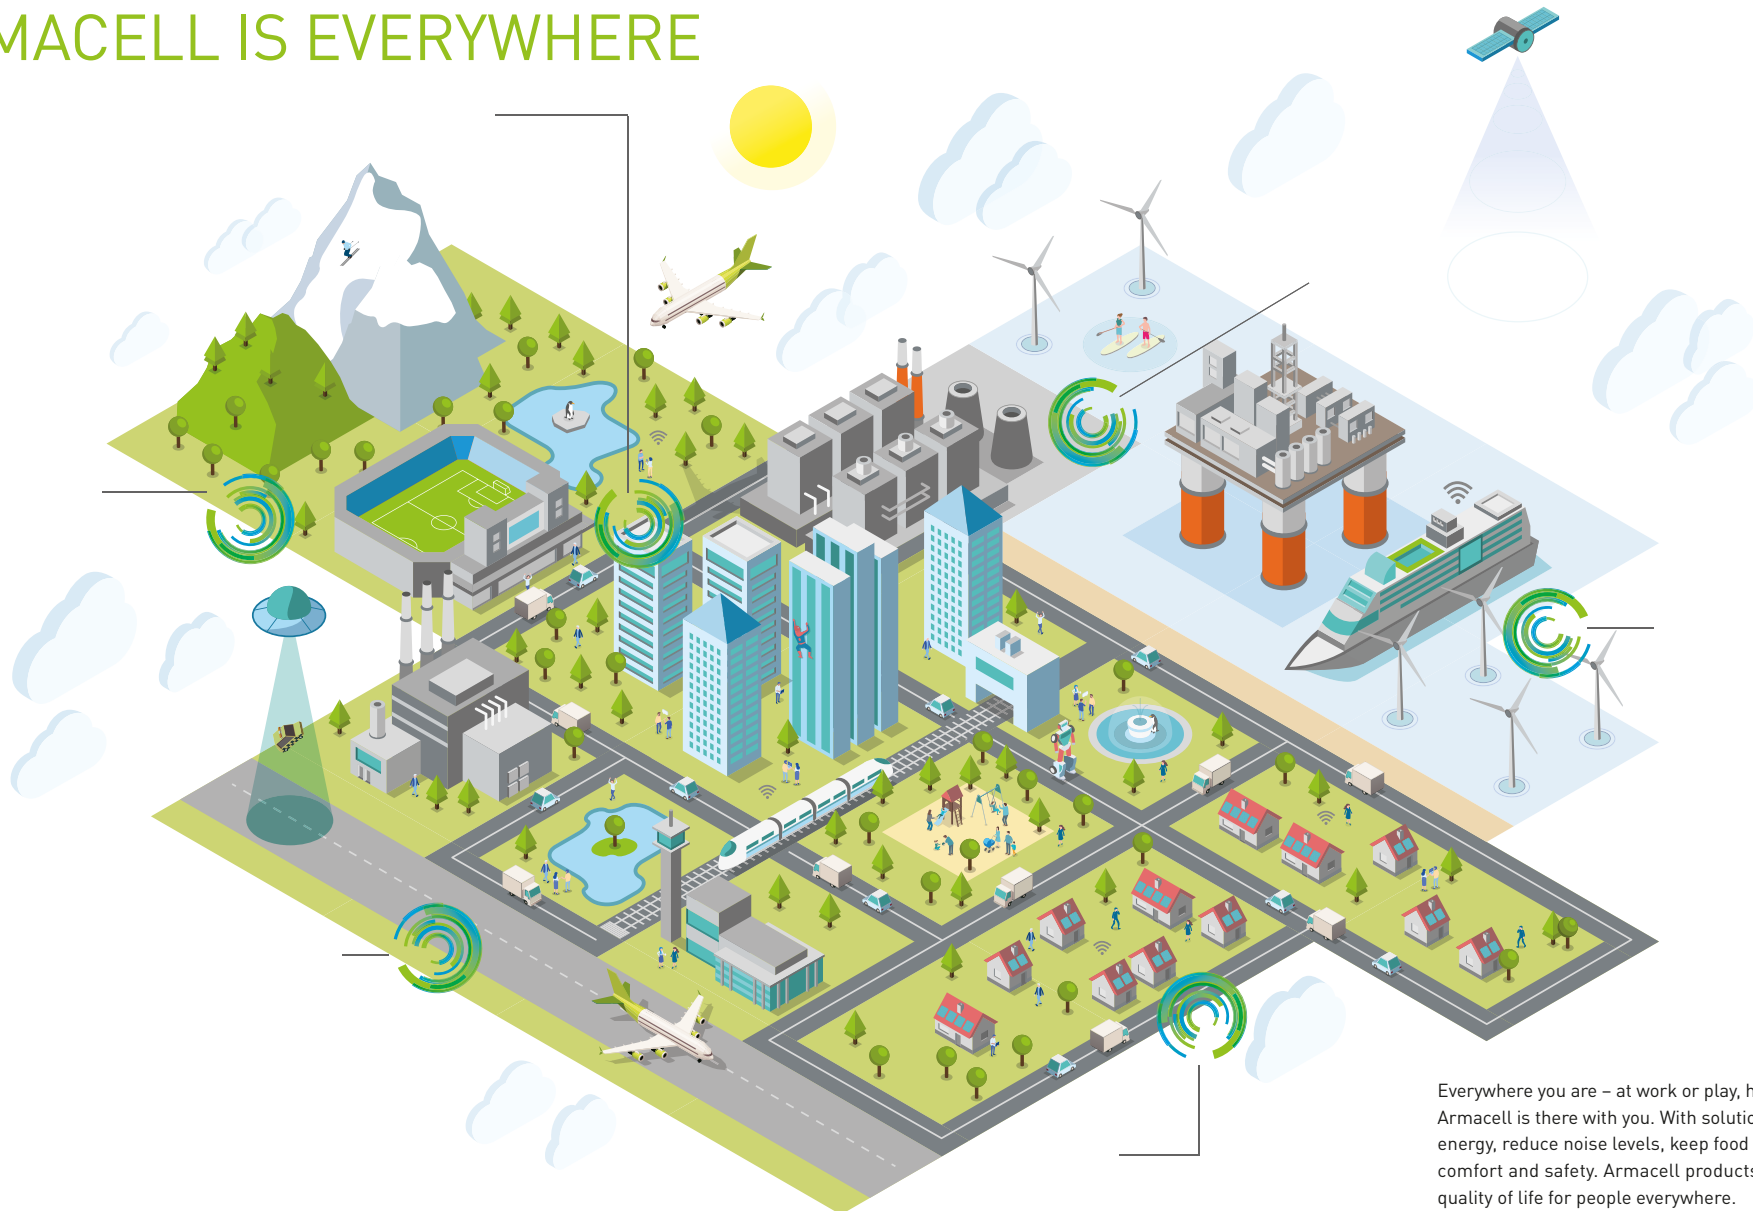 MACELL IS EVERYWHERE
Everywhere you are – at work or play, h
Armacell is there with you. With solutio
energy, reduce noise levels, keep food
comfort and safety. Armacell products
quality of life for people everywhere.